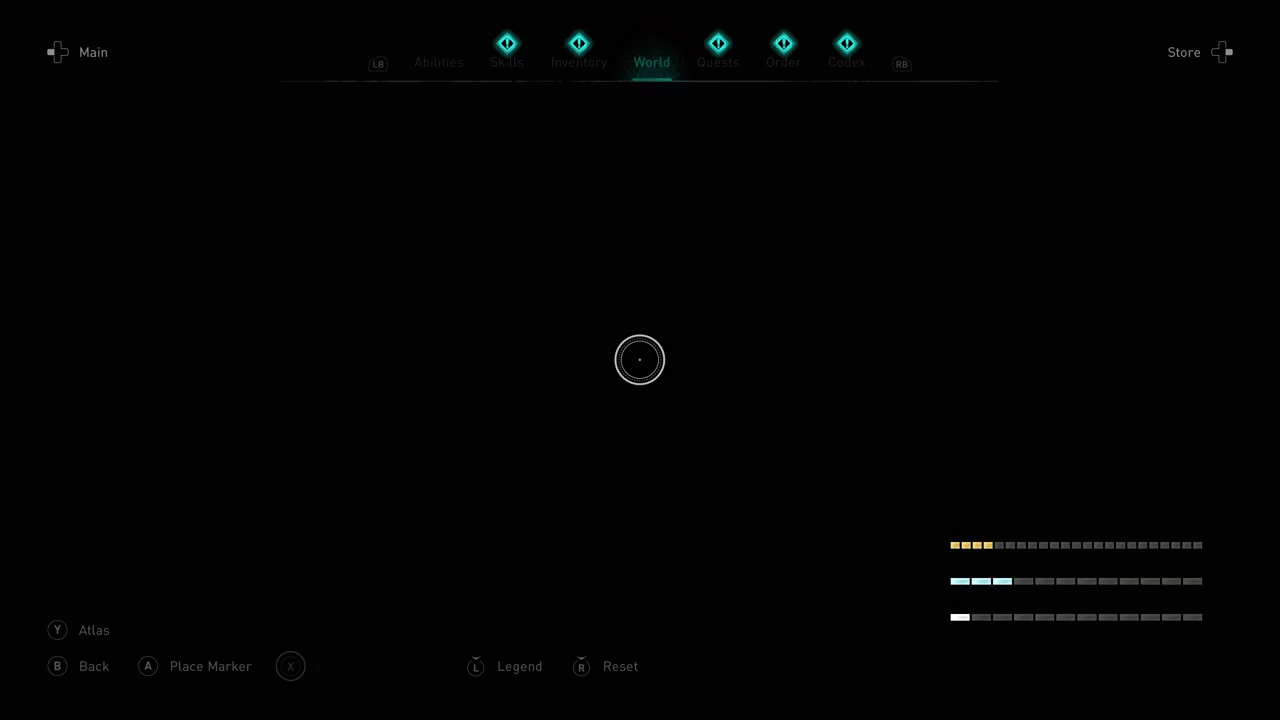 Main
LB Abilities Skills Inventory World Quests Order Codex RB
Store
Y Atlas
B Back A Place Marker X L Legend R Reset